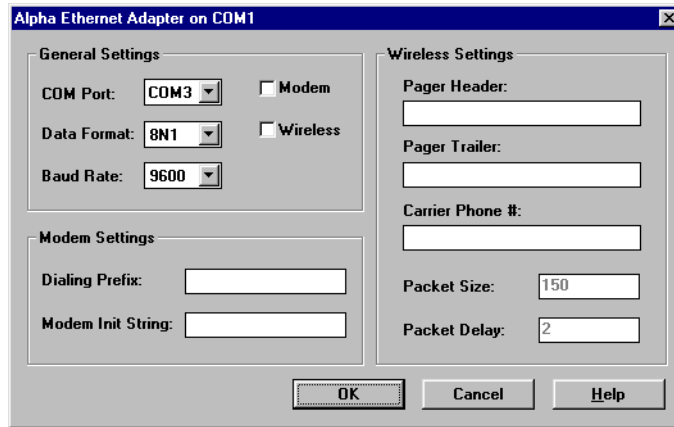 Alpha Ethernet Adapter on COM1
General Settings
COM Port: COM3 Modem
Data Format: 8N1 Wireless
Baud Rate: 9600
Modem Settings
Dialing Prefix:
Modem Init String:
Wireless Settings
Pager Header:
Pager Trailer:
Carrier Phone #:
Packet Size: 150
Packet Delay: 2
OK Cancel Help